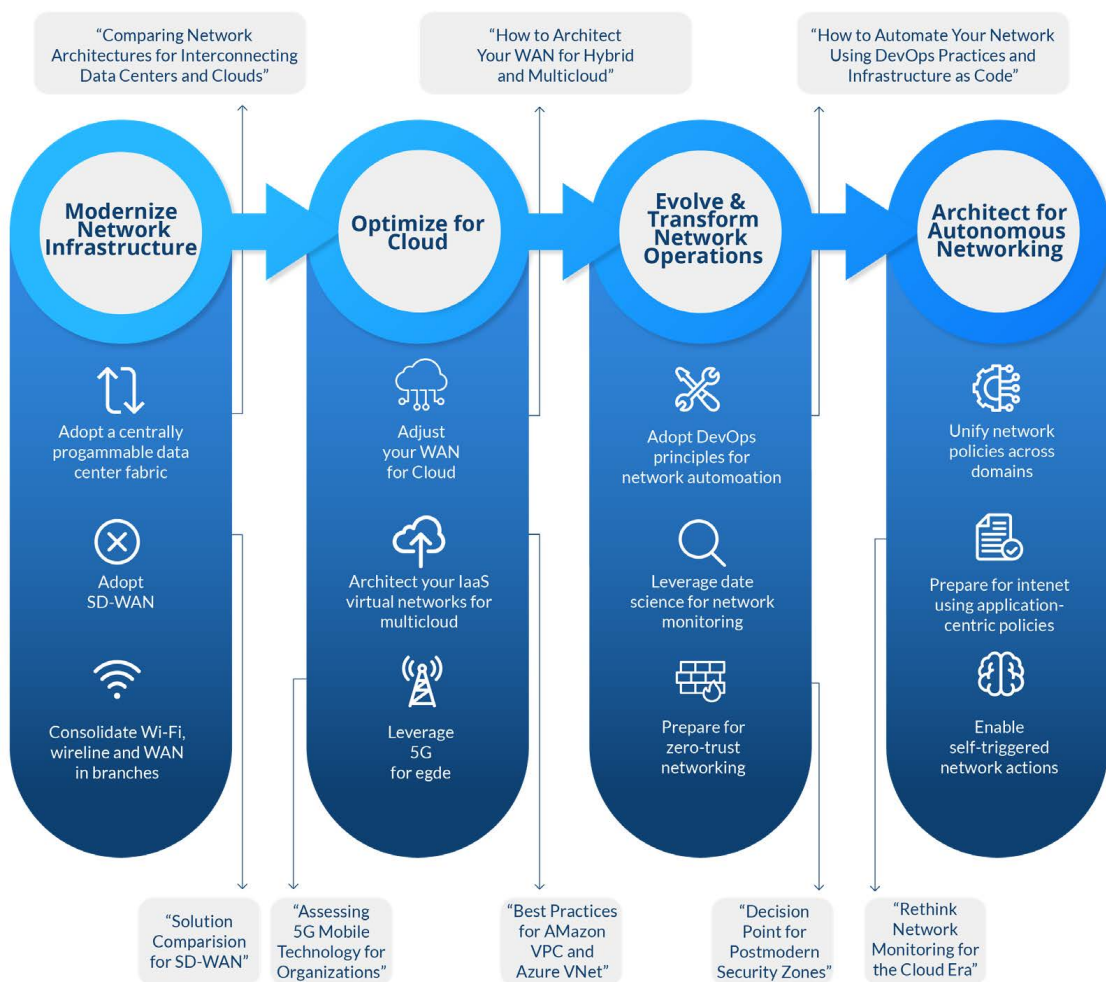 “Comparing Network
Architectures for Interconnecting
Data Centers and Clouds”
“How to Architect
Your WAN for Hybrid
and Multicloud”
“How to Automate Your Network
Using DevOps Practices and
Infrastructure as Code”
Modernize
Network
Infrastructure
Optimize for
Cloud
Evolve &
Transform
Network
Operations
Architect for
Autonomous
Networking
Adopt a centrally
progammable data
center fabric
Adopt
SD-WAN
Consolidate Wi-Fi,
wireline and WAN
in branches
Adjust
your WAN
for Cloud
Architect your IaaS
virtual networks for
multicloud
Leverage
5G
for egde
Adopt DevOps
principles for
network automoation
Leverage date
science for network
monitoring
Prepare for
zero-trust
networking
Unify network
policies across
domains
Prepare for intenet
using application-
centric policies
Enable
self-triggered
network actions
“Solution
Comparision
for SD-WAN”
“Assessing
5G Mobile
Technology for
Organizations”
“Best Practices
for AMazon
VPC and
Azure VNet”
“Decision
Point for
Postmodern
Security Zones”
“Rethink
Network
Monitoring for
the Cloud Era”